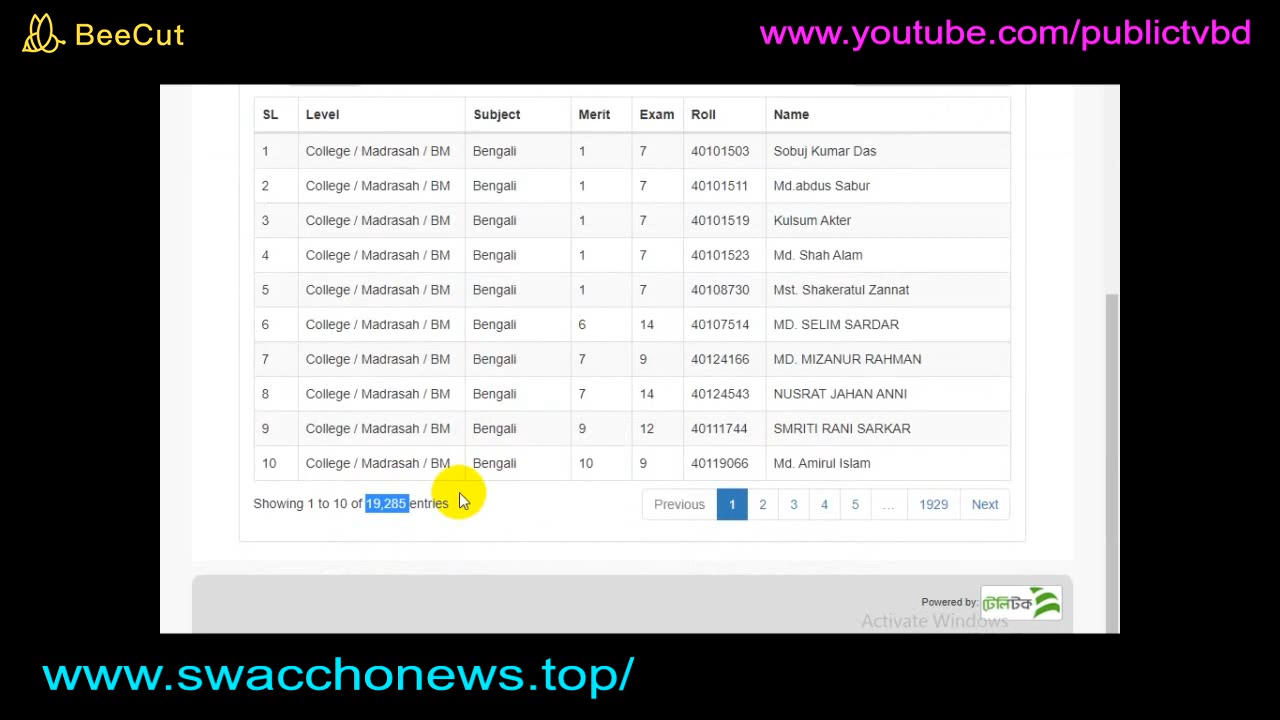 BeeCut
www.youtube.com/publictvbd
SL Level Subject Merit Exam Roll Name
1 College / Madrasah / BM Bengali 1 7 40101503 Sobuj Kumar Das
2 College / Madrasah / BM Bengali 1 7 40101511 Md.abdus Sabur
3 College / Madrasah / BM Bengali 1 7 40101519 Kulsum Akter
4 College / Madrasah / BM Bengali 1 7 40101523 Md. Shah Alam
5 College / Madrasah / BM Bengali 1 7 40108730 Mst. Shakeratul Zannat
6 College / Madrasah / BM Bengali 6 14 40107514 MD. SELIM SARDAR
7 College / Madrasah / BM Bengali 7 9 40124166 MD. MIZANUR RAHMAN
8 College / Madrasah / BM Bengali 7 14 40124543 NUSRAT JAHAN ANNI
9 College / Madrasah / BM Bengali 9 12 40111744 SMRITI RANI SARKAR
10 College / Madrasah / BM Bengali 10 9 40119066 Md. Amirul Islam
Showing 1 to 10 of 19,285 entries Previous 1 2 3 4 5 … 1929 Next
Powered by: টেলিটক
Activate Windows
www.swacchonews.top/